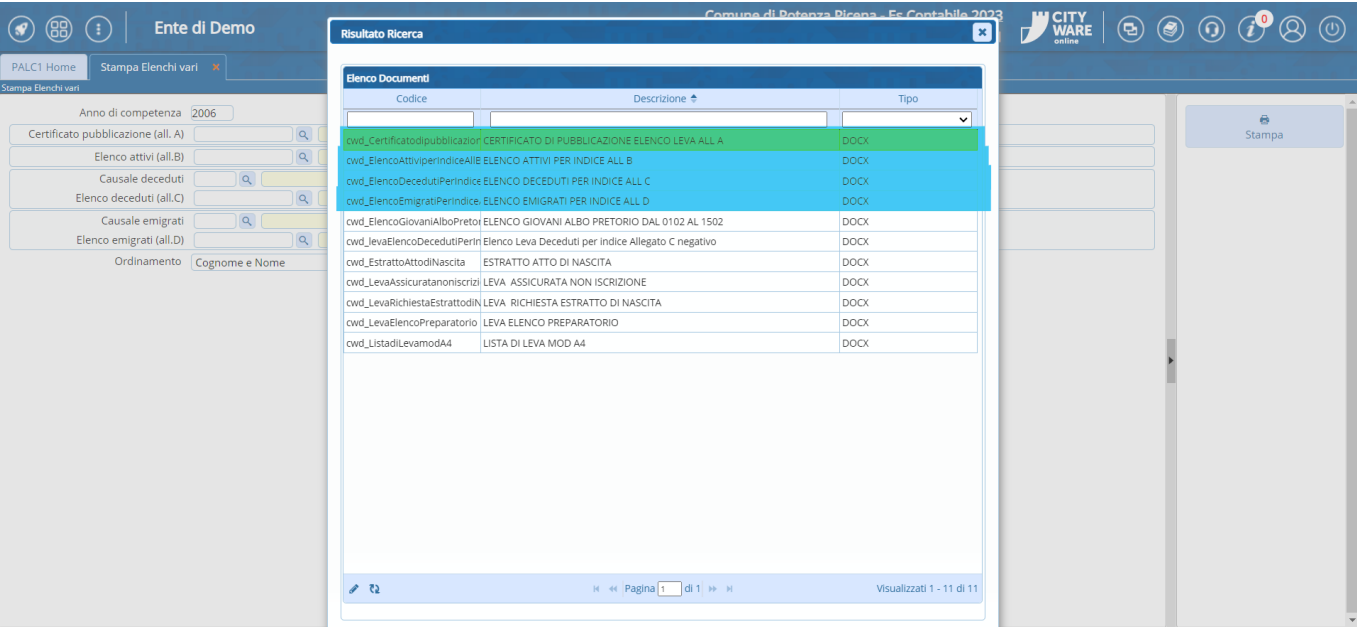 Comune di Potenza Picena - Es Contabile 2023
Ente di Demo
CITY
WARE
online
0
PALC1 Home
Stampa Elenchi vari
Stampa Elenchi vari
Anno di competenza 2006
Certificato pubblicazione (all. A)
Elenco attivi (all.B)
Causale deceduti
Elenco deceduti (all.C)
Causale emigrati
Elenco emigrati (all.D)
Ordinamento Cognome e Nome
Stampa
Risultato Ricerca
Elenco Documenti
Codice Descrizione Tipo
cwd_Certificatodipubblicazion CERTIFICATO DI PUBBLICAZIONE ELENCO LEVA ALL A DOCX
cwd_ElencoAttiviperIndiceAllB ELENCO ATTIVI PER INDICE ALL B DOCX
cwd_ElencoDecedutiPerIndice ELENCO DECEDUTI PER INDICE ALL C DOCX
cwd_ElencoEmigratiPerIndice ELENCO EMIGRATI PER INDICE ALL D DOCX
cwd_ElencoGiovaniAlboPretor ELENCO GIOVANI ALBO PRETORIO DAL 0102 AL 1502 DOCX
cwd_levaElencoDecedutiPerIn Elenco Leva Deceduti per indice Allegato C negativo DOCX
cwd_EstrattoAttodiNascita ESTRATTO ATTO DI NASCITA DOCX
cwd_LevaAssicuratanoniscrizi LEVA ASSICURATA NON ISCRIZIONE DOCX
cwd_LevaRichiestaEstrattodiN LEVA RICHIESTA ESTRATTO DI NASCITA DOCX
cwd_LevaElencoPreparatorio LEVA ELENCO PREPARATORIO DOCX
cwd_ListadiLevamodA4 LISTA DI LEVA MOD A4 DOCX
Pagina 1 di 1
Visualizzati 1 - 11 di 11